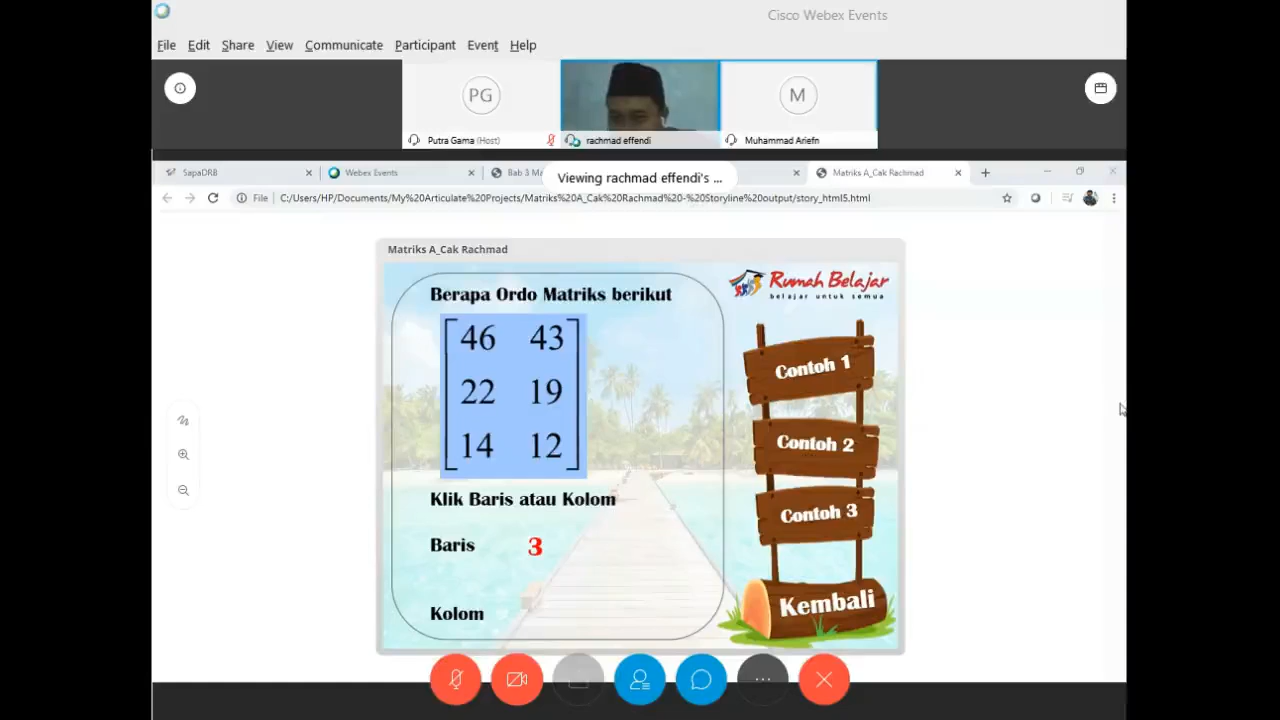 Cisco Webex Events
File Edit Share View Communicate Participant Event Help
PG
M
Putra Gama (Host)
rachmad effendi
Muhammad Ariefn
SapaDRB
Webex Events
Bab 3 Ma
Viewing rachmad effendi's ...
Matriks A_Cak Rachmad
File C:/Users/HP/Documents/My%20Articulate%20Projects/Matriks%20A_Cak%20Rachmad%20-%20Storyline%20output/story_html5.html
Matriks A_Cak Rachmad
Rumah Belajar
belajar untuk semua
Berapa Ordo Matriks berikut
46 43
22 19
14 12
Klik Baris atau Kolom
Baris 3
Kolom
Contoh 1
Contoh 2
Contoh 3
Kembali